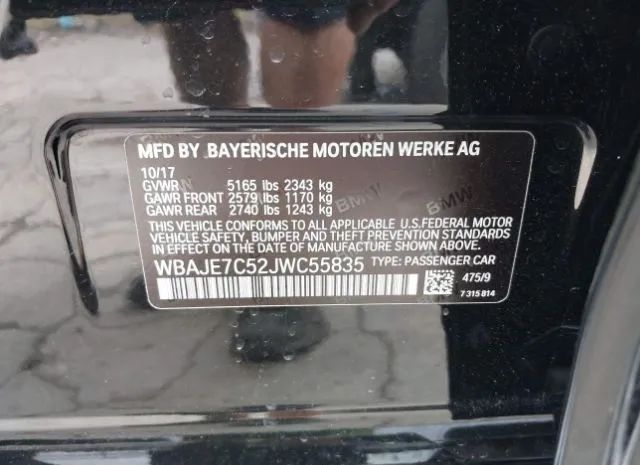 MFD BY BAYERISCHE MOTOREN WERKE AG
10/17
GVWR 5165 lbs 2343 kg
GAWR FRONT 2579 lbs 1170 kg
GAWR REAR 2740 lbs 1243 kg
THIS VEHICLE CONFORMS TO ALL APPLICABLE U.S.FEDERAL MOTOR
VEHICLE SAFETY, BUMPER, AND THEFT PREVENTION STANDARDS
IN EFFECT ON THE DATE OF MANUFACTURE SHOWN ABOVE.
WBAJE7C52JWC55835 TYPE: PASSENGER CAR
475/9
7 315 814
BMW
BMW